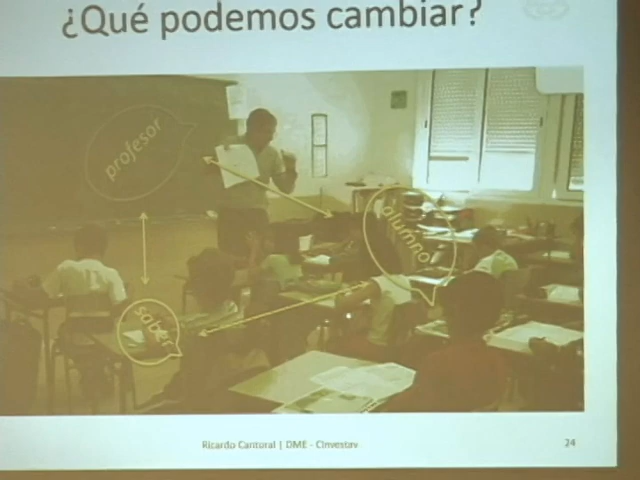 ¿Qué podemos cambiar?
profesor
alumno
saber
Ricardo Cantoral | DME - Cinvestav
24